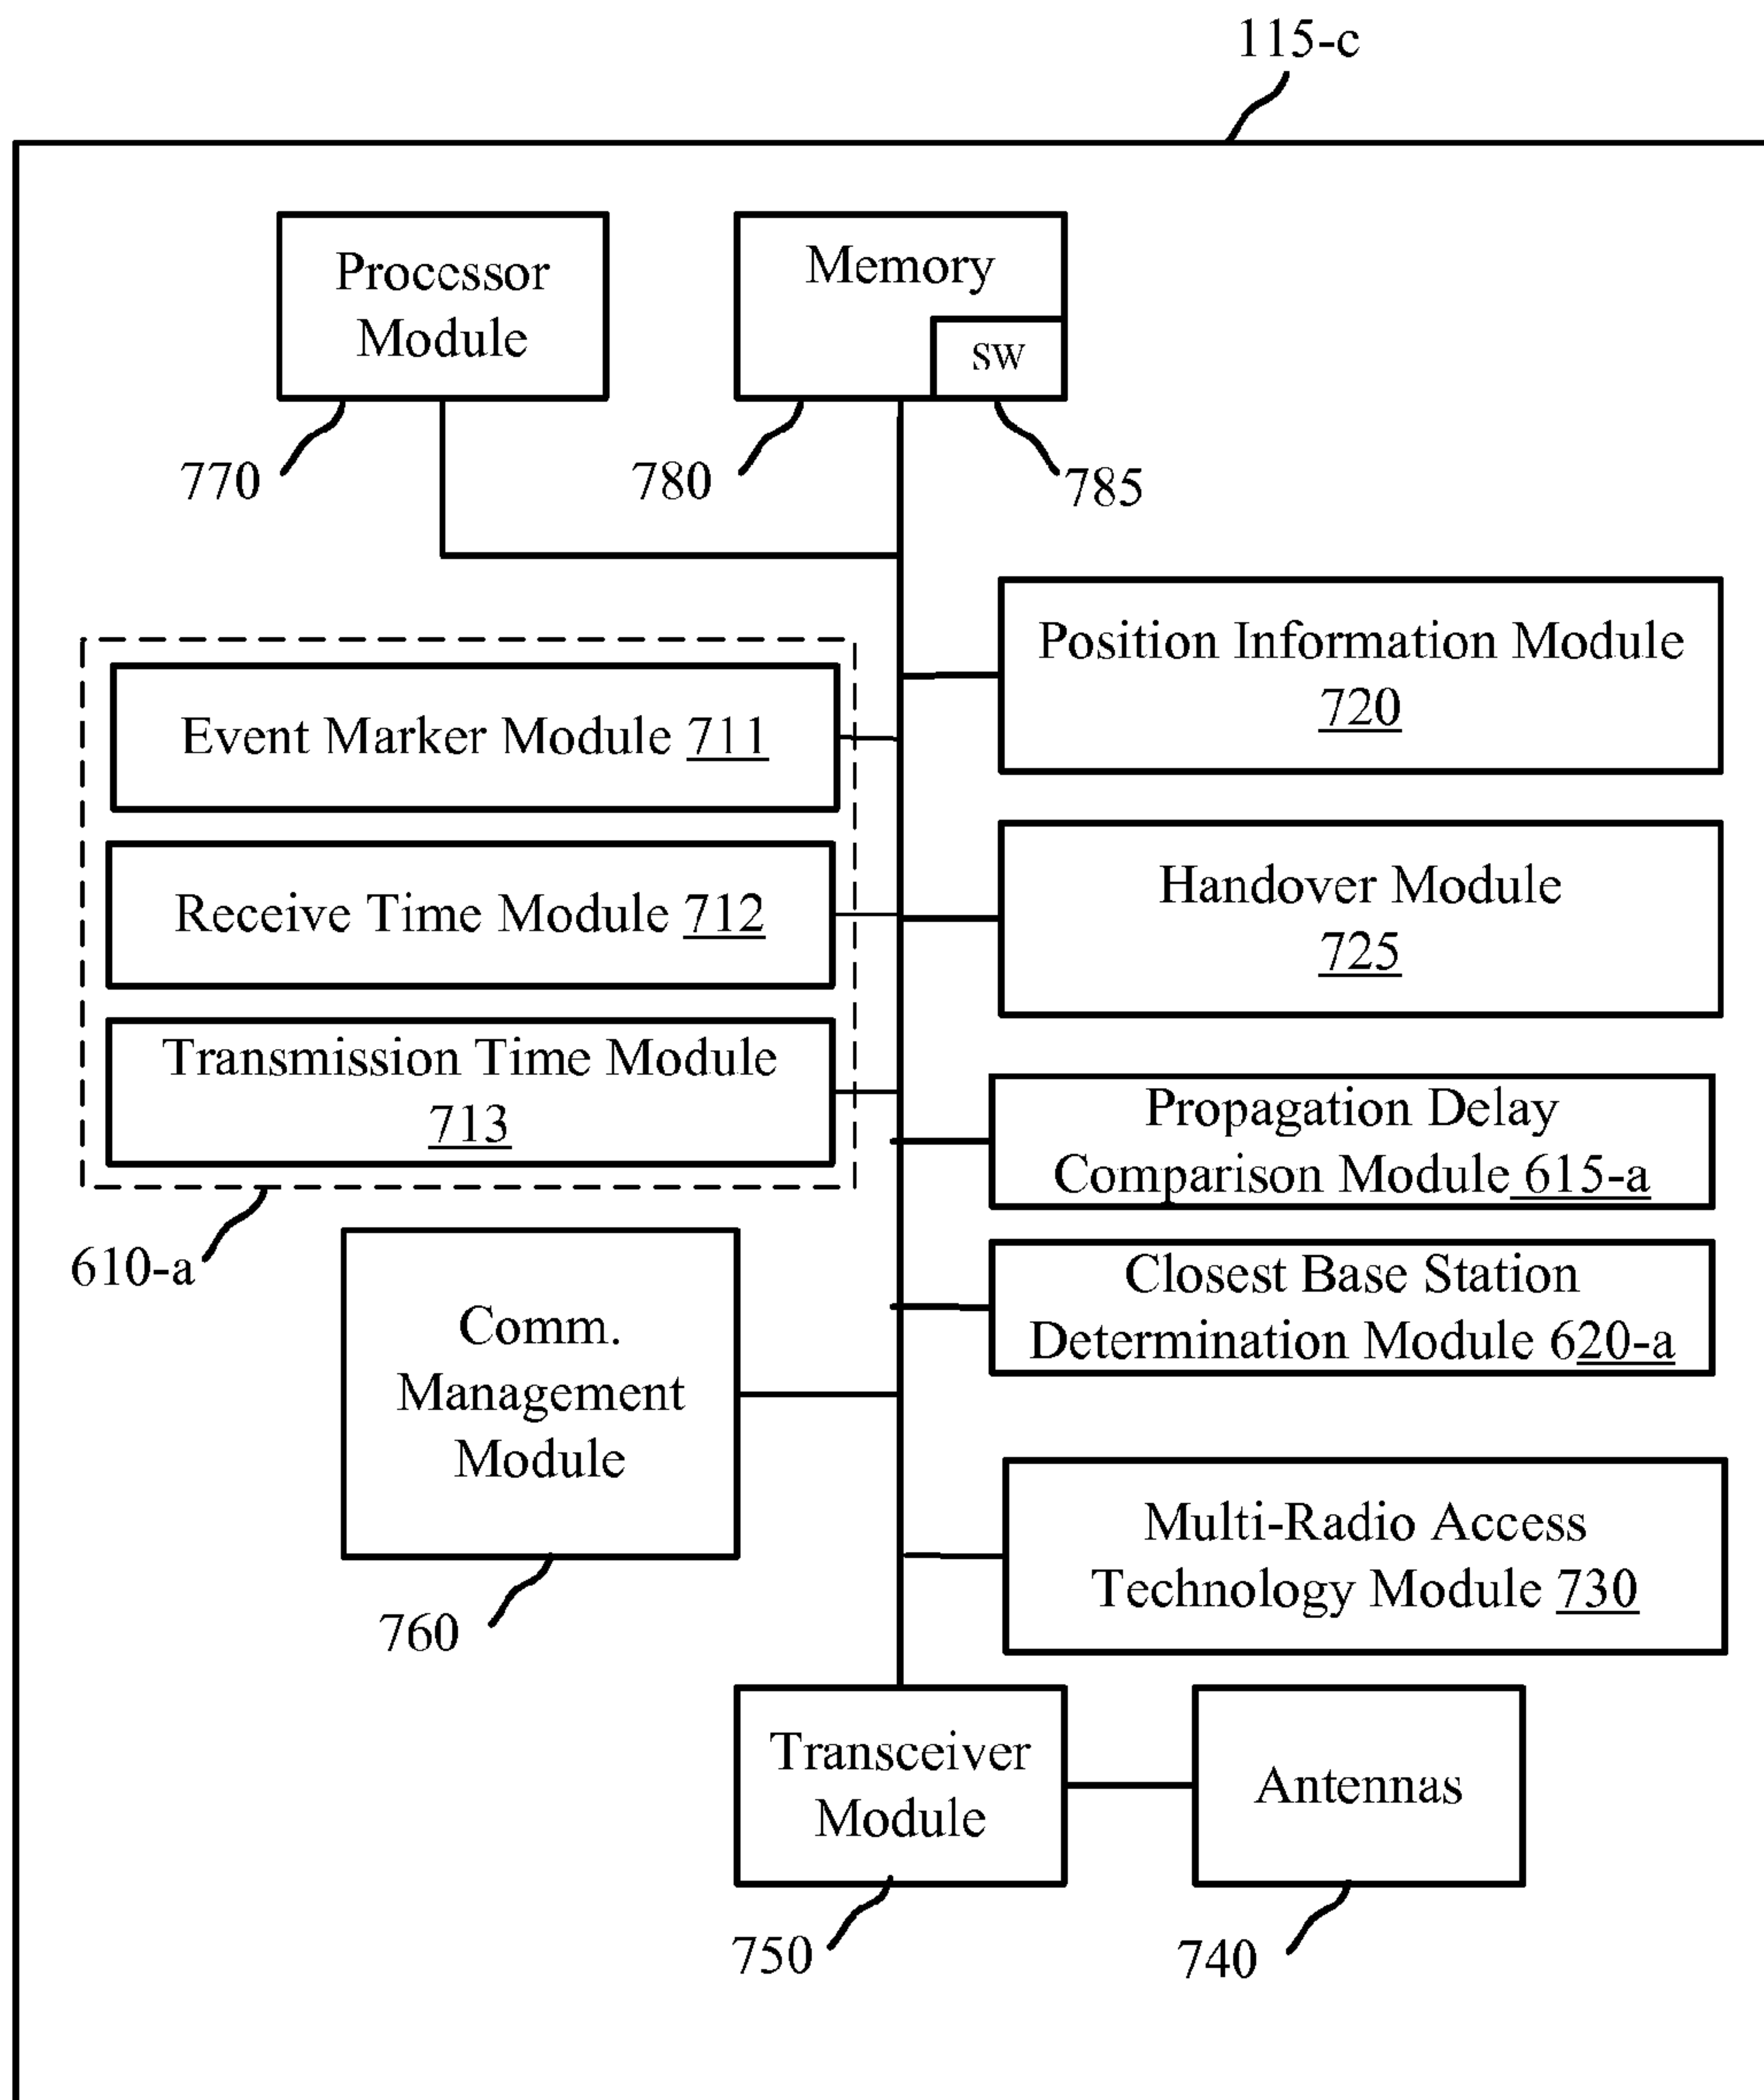 115-c
Processor
Module
Memory
SW
770
780
785
Position Information Module
720
Event Marker Module 711
Handover Module
725
Receive Time Module 712
Transmission Time Module
713
Propagation Delay
Comparison Module 615-a
610-a
Closest Base Station
Determination Module 620-a
Comm.
Management
Module
760
Multi-Radio Access
Technology Module 730
Transceiver
Module
Antennas
750
740